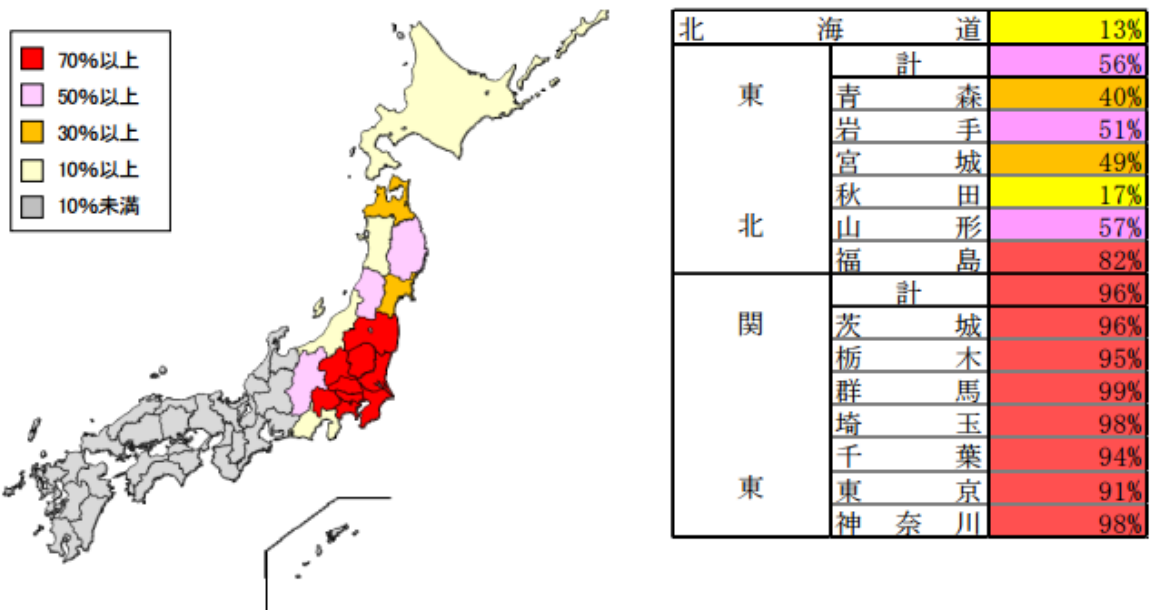 70%以上
50%以上
30%以上
10%以上
10%未満
北海道 13%
東北
計 56%
青森 40%
岩手 51%
宮城 49%
秋田 17%
山形 57%
福島 82%
関東
計 96%
茨城 96%
栃木 95%
群馬 99%
埼玉 98%
千葉 94%
東京 91%
神奈川 98%